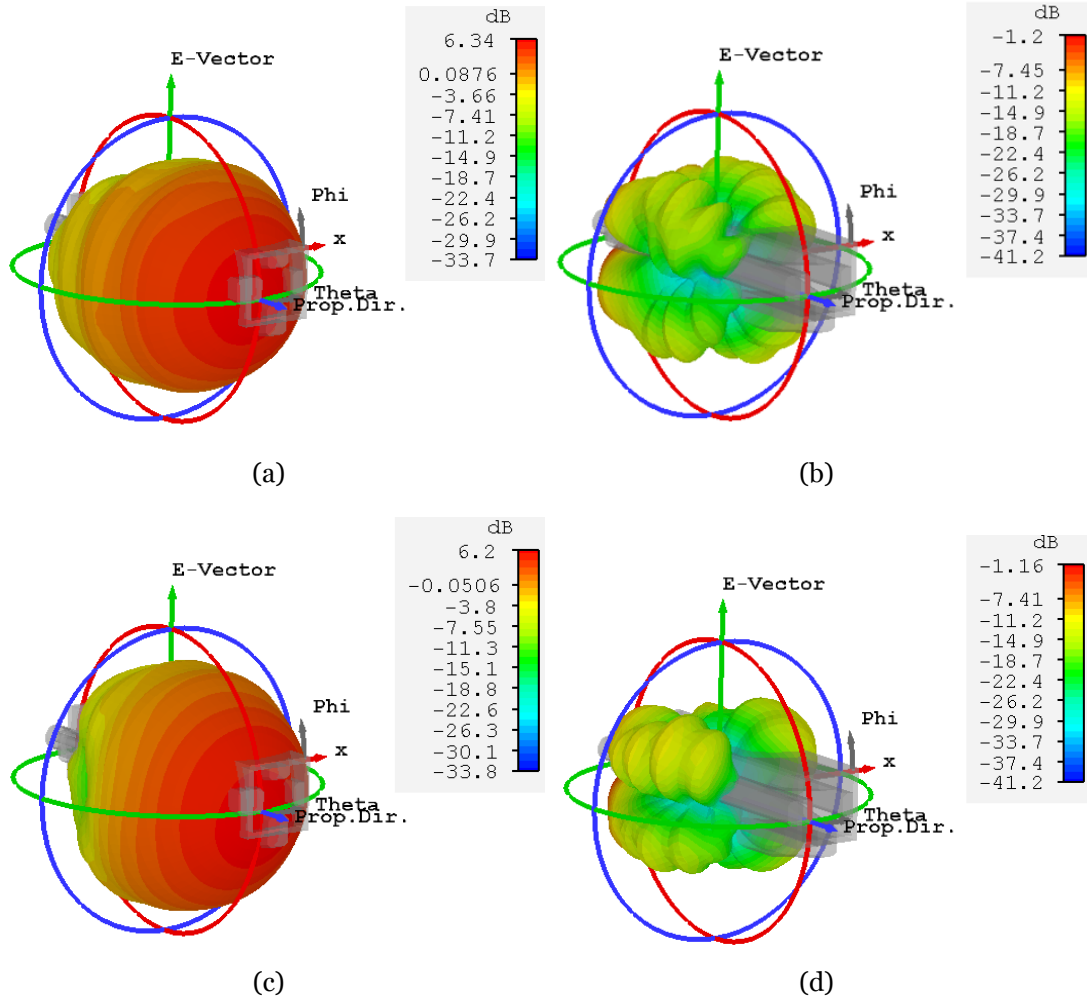 dB
6.34
0.0876
-3.66
-7.41
-11.2
-14.9
-18.7
-22.4
-26.2
-29.9
-33.7
E-Vector
Phi
x
Theta
Prop.Dir.
(a)
dB
-1.2
-7.45
-11.2
-14.9
-18.7
-22.4
-26.2
-29.9
-33.7
-37.4
-41.2
E-Vector
Phi
x
Theta
Prop.Dir.
(b)
dB
6.2
-0.0506
-3.8
-7.55
-11.3
-15.1
-18.8
-22.6
-26.3
-30.1
-33.8
E-Vector
Phi
x
Theta
Prop.Dir.
(c)
dB
-1.16
-7.41
-11.2
-14.9
-18.7
-22.4
-26.2
-29.9
-33.7
-37.4
-41.2
E-Vector
Phi
x
Theta
Prop.Dir.
(d)